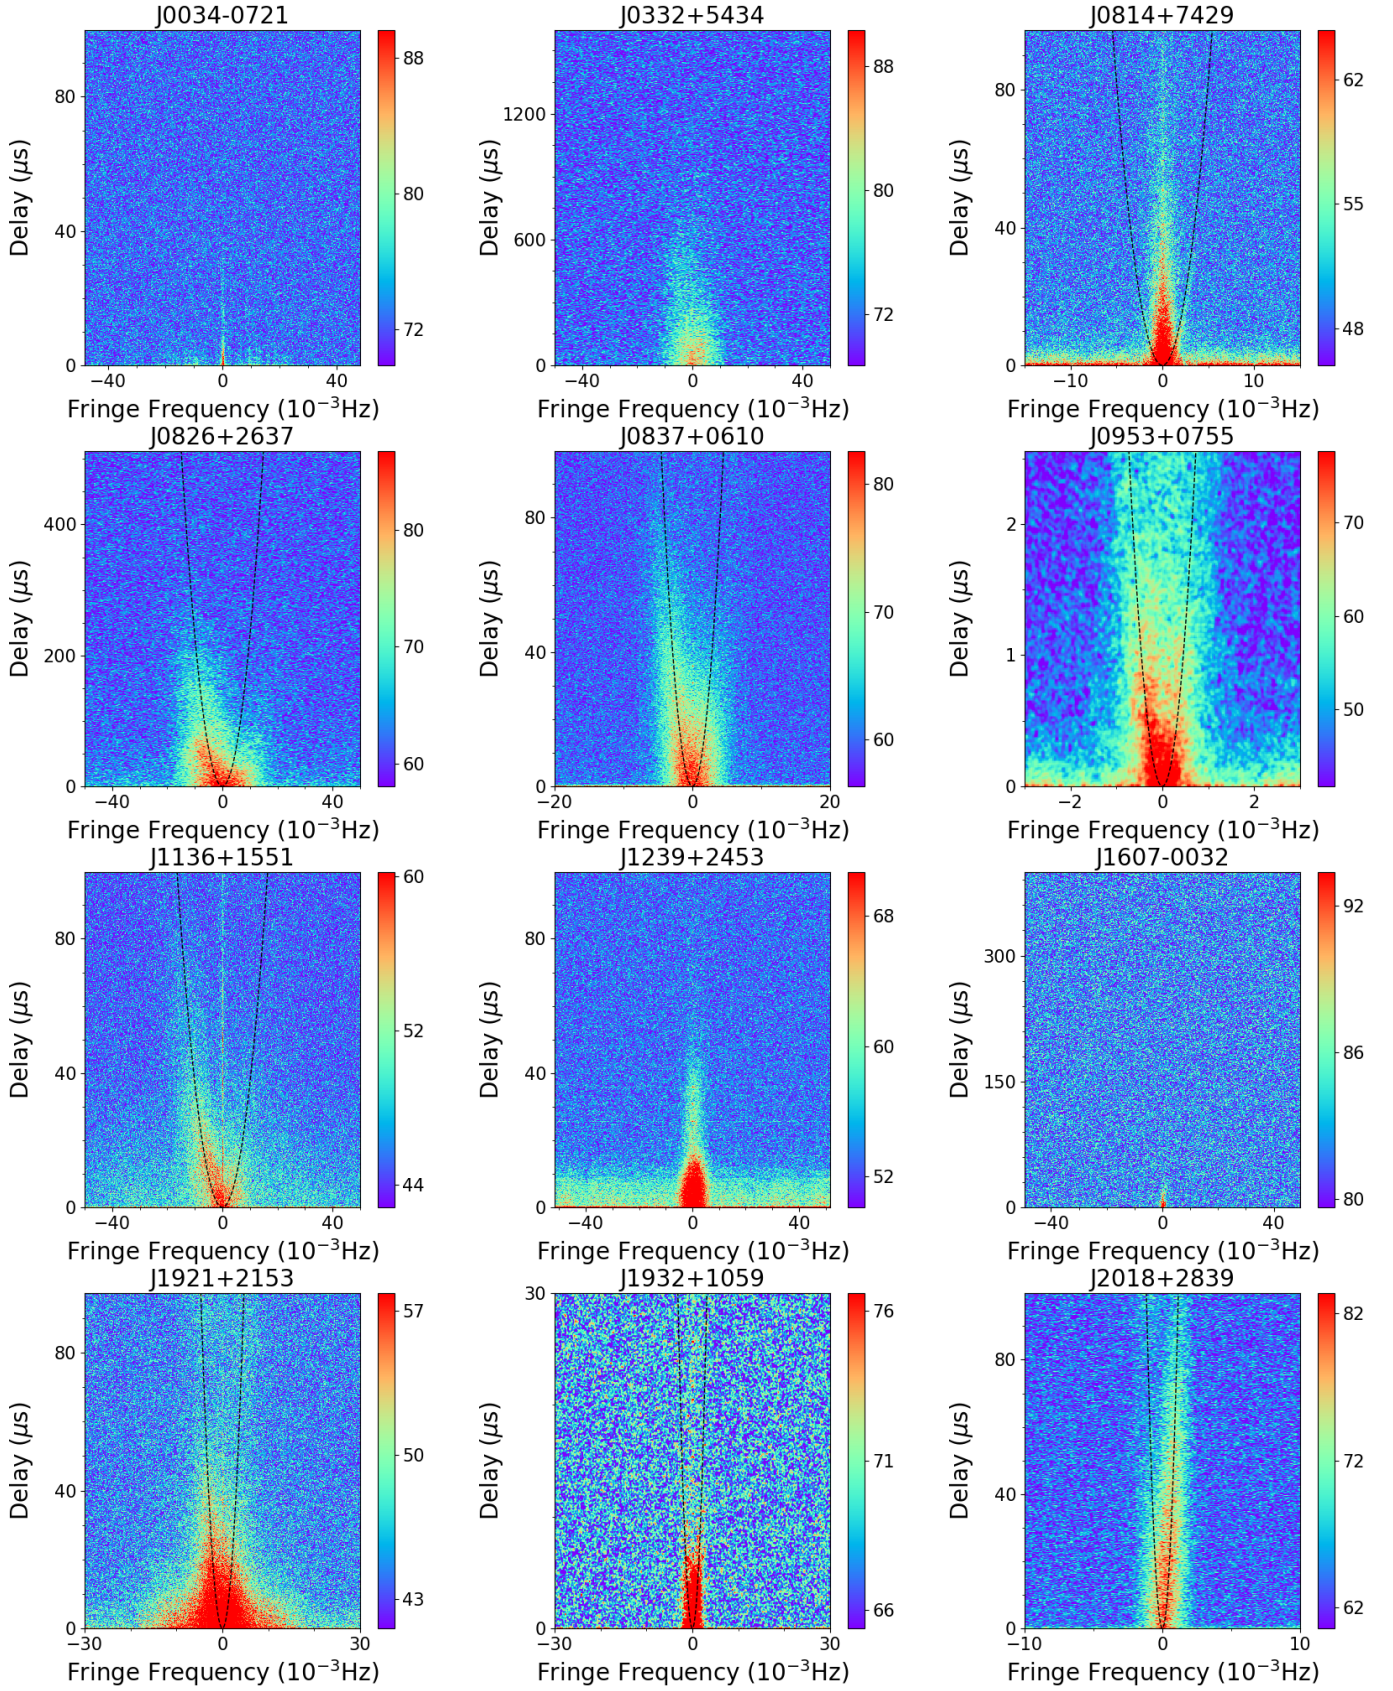 J0034-0721
Delay (μs)
80
40
0
−40 0 40
Fringe Frequency (10⁻³Hz)
88
80
72
J0332+5434
Delay (μs)
1200
600
0
−40 0 40
Fringe Frequency (10⁻³Hz)
88
80
72
J0814+7429
Delay (μs)
80
40
0
−10 0 10
Fringe Frequency (10⁻³Hz)
62
55
48
J0826+2637
Delay (μs)
400
200
0
−40 0 40
Fringe Frequency (10⁻³Hz)
80
70
60
J0837+0610
Delay (μs)
80
40
0
−20 0 20
Fringe Frequency (10⁻³Hz)
80
70
60
J0953+0755
Delay (μs)
2
1
0
−2 0 2
Fringe Frequency (10⁻³Hz)
70
60
50
J1136+1551
Delay (μs)
80
40
0
−40 0 40
Fringe Frequency (10⁻³Hz)
60
52
44
J1239+2453
Delay (μs)
80
40
0
−40 0 40
Fringe Frequency (10⁻³Hz)
68
60
52
J1607-0032
Delay (μs)
300
150
0
−40 0 40
Fringe Frequency (10⁻³Hz)
92
86
80
J1921+2153
Delay (μs)
80
40
0
−30 0 30
Fringe Frequency (10⁻³Hz)
57
50
43
J1932+1059
Delay (μs)
30
0
−30 0 30
Fringe Frequency (10⁻³Hz)
76
71
66
J2018+2839
Delay (μs)
80
40
0
−10 0 10
Fringe Frequency (10⁻³Hz)
82
72
62